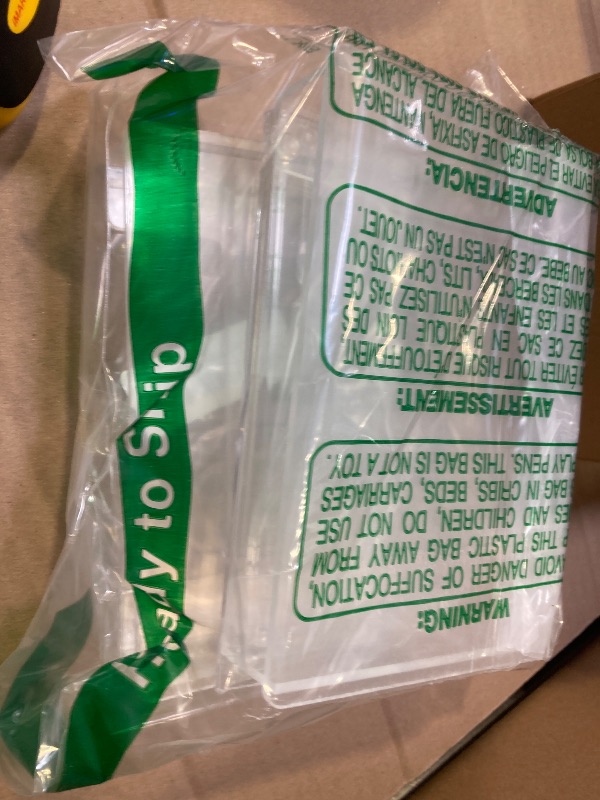 Ready to Ship
WARNING:
AVOID DANGER OF SUFFOCATION,
THIS PLASTIC BAG AWAY FROM
AND CHILDREN, DO NOT USE
BAG IN CRIBS, BEDS, CARRIAGES
PLAY PENS. THIS BAG IS NOT A TOY.
AVERTISSEMENT:
ÉVITER TOUT RISQUE D'ÉTOUFFEMENT,
CE SAC EN PLASTIQUE LOIN DES
ET LES ENFANTS N'UTILISEZ PAS CE
DANS LES BERCEAUX, LITS, CHARIOTS OU
AU BÉBÉ. CE SAC N'EST PAS UN JOUET.
ADVERTENCIA:
EVITAR EL PELIGRO DE ASFIXIA, MANTENGA
BOLSA DE PLÁSTICO FUERA DEL ALCANCE